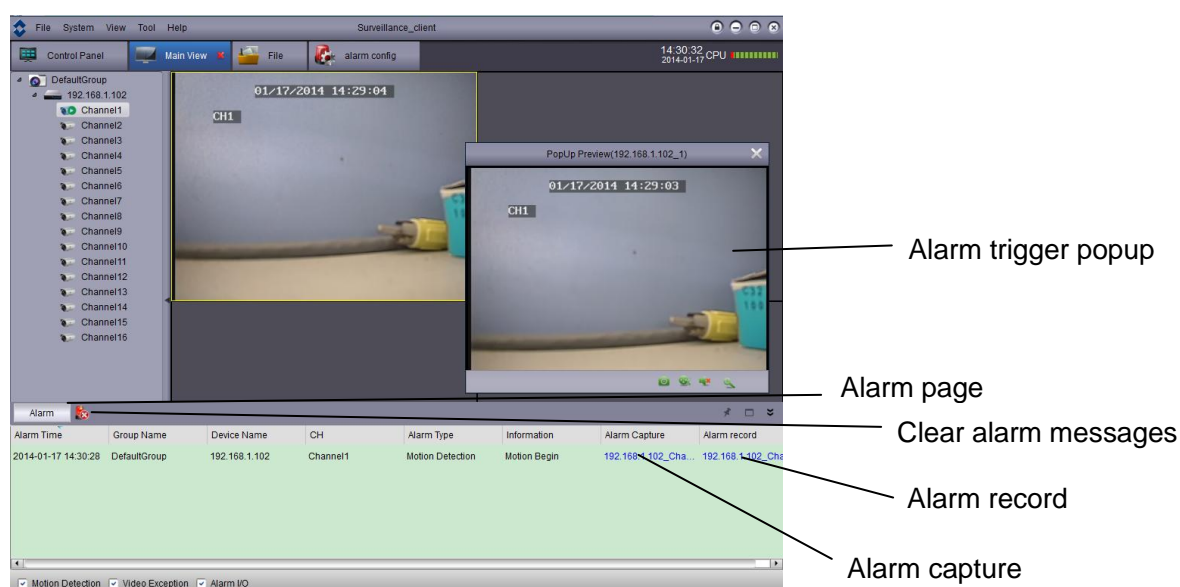 File System View Tool Help Surveillance_client
Control Panel Main View File alarm config 14:30:32 CPU
2014-01-17
DefaultGroup
192.168.1.102
Channel1
Channel2
Channel3
Channel4
Channel5
Channel6
Channel7
Channel8
Channel9
Channel10
Channel11
Channel12
Channel13
Channel14
Channel15
Channel16
01/17/2014 14:29:04
CH1
PopUp Preview(192.168.1.102_1)
01/17/2014 14:29:03
CH1
C32
100
Alarm trigger popup
Alarm page
Clear alarm messages
Alarm record
Alarm capture
Alarm
Alarm Time Group Name Device Name CH Alarm Type Information Alarm Capture Alarm record
2014-01-17 14:30:28 DefaultGroup 192.168.1.102 Channel1 Motion Detection Motion Begin 192.168.1.102_Cha... 192.168.1.102_Cha
Motion Detection Video Exception Alarm I/O